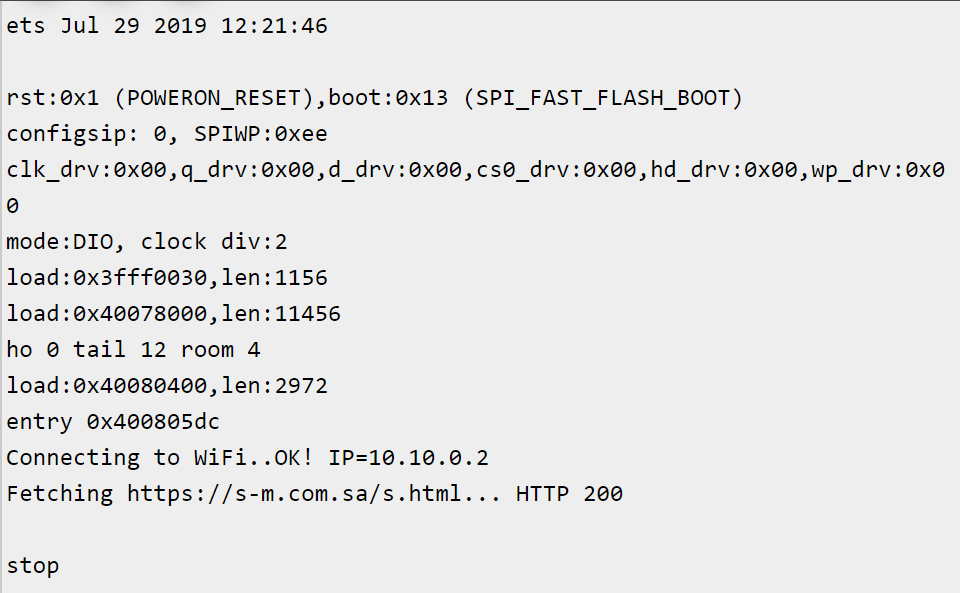 ets Jul 29 2019 12:21:46
rst:0x1 (POWERON_RESET),boot:0x13 (SPI_FAST_FLASH_BOOT)
configsip: 0, SPIWP:0xee
clk_drv:0x00,q_drv:0x00,d_drv:0x00,cs0_drv:0x00,hd_drv:0x00,wp_drv:0x0
0
mode:DIO, clock div:2
load:0x3fff0030,len:1156
load:0x40078000,len:11456
ho 0 tail 12 room 4
load:0x40080400,len:2972
entry 0x400805dc
Connecting to WiFi..OK! IP=10.10.0.2
Fetching https://s-m.com.sa/s.html... HTTP 200
stop